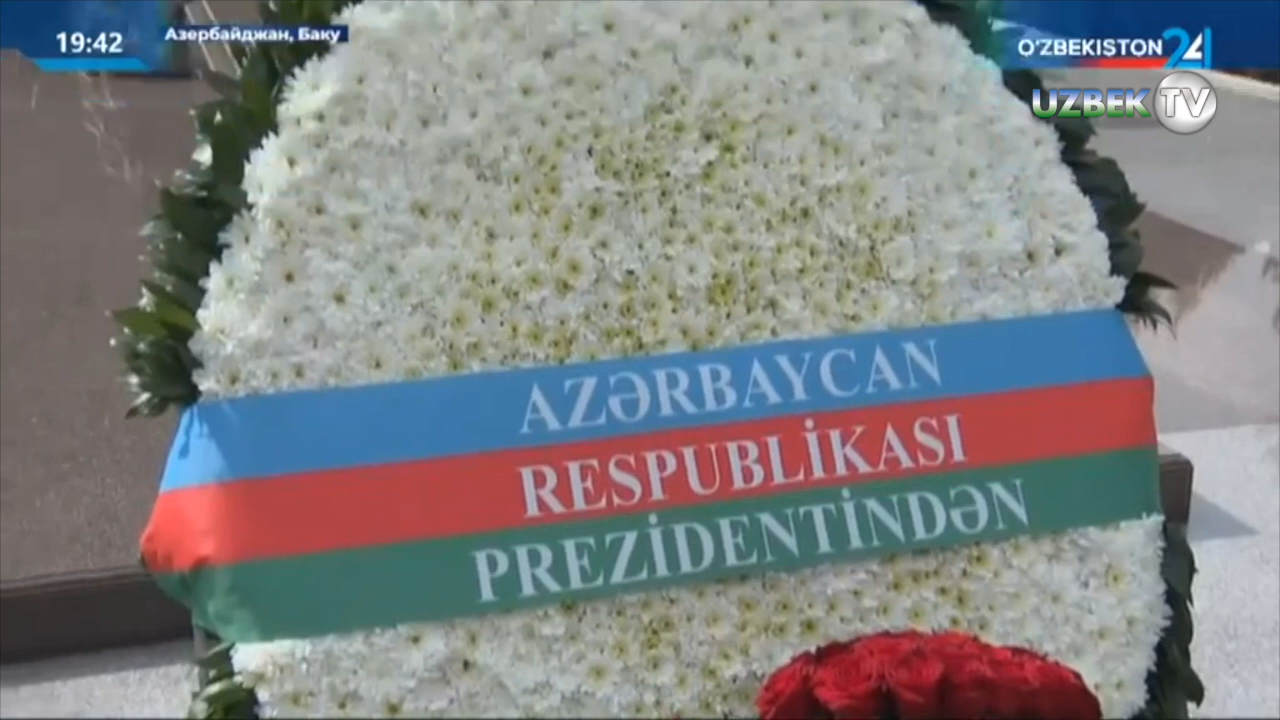 19:42
Азербайджан, Баку
O'ZBEKISTON 24
UZBEK TV
AZƏRBAYCAN
RESPUBLİKASI
PREZİDENTİNDƏN